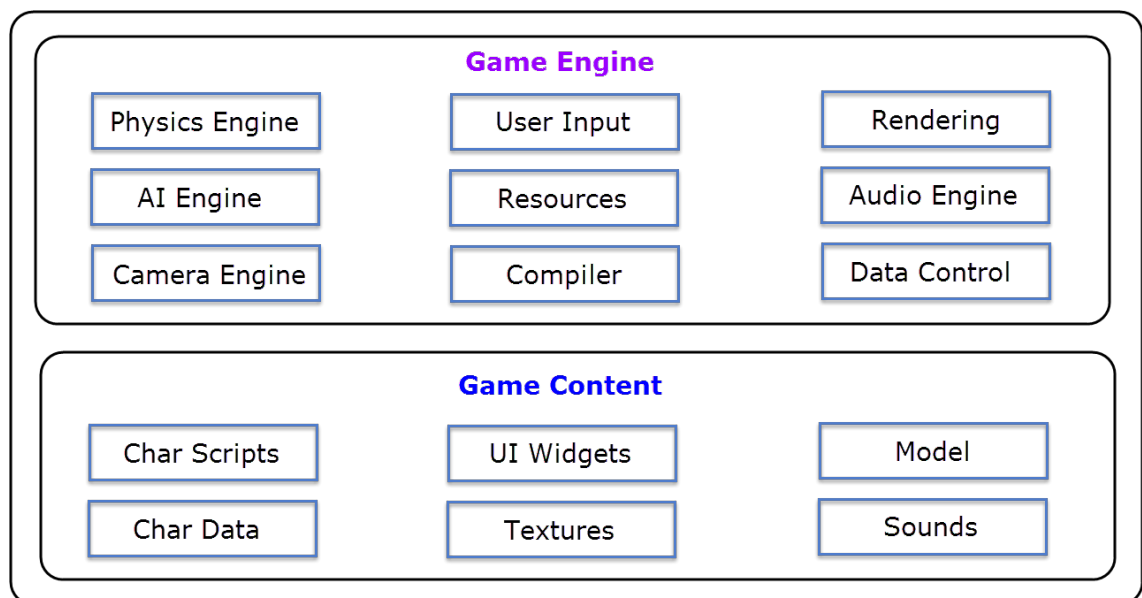 Game Engine
Physics Engine
User Input
Rendering
AI Engine
Resources
Audio Engine
Camera Engine
Compiler
Data Control
Game Content
Char Scripts
UI Widgets
Model
Char Data
Textures
Sounds